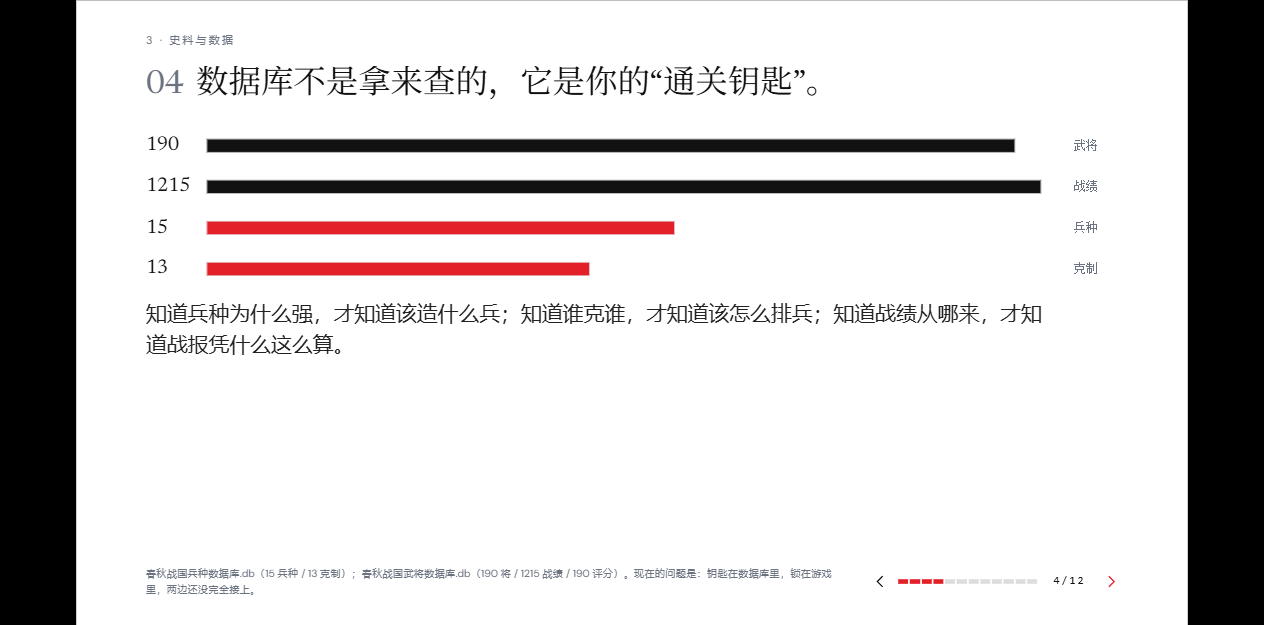 3 · 史料与数据
04 数据库不是拿来查的，它是你的“通关钥匙”。
190 武将
1215 战绩
15 兵种
13 克制
知道兵种为什么强，才知道该造什么兵；知道谁克谁，才知道该怎么排兵；知道战绩从哪来，才知
道战报凭什么这么算。
春秋战国兵种数据库.db（15 兵种 / 13 克制）；春秋战国武将数据库.db（190 将 / 1215 战绩 / 190 评分）。现在的问题是：钥匙在数据库里，锁在游戏
里，两边还没完全接上。
4/12